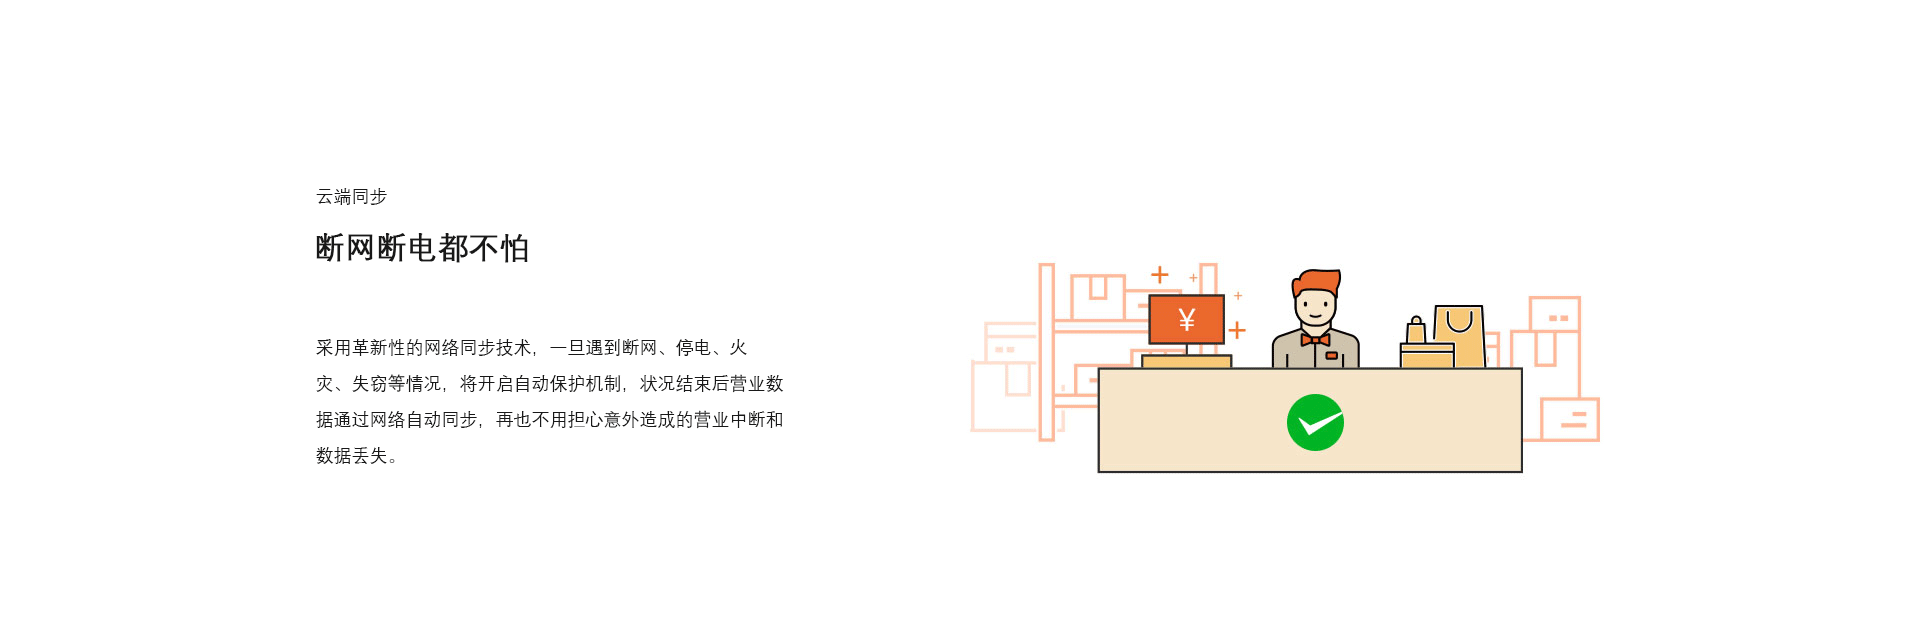 云端同步
断网断电都不怕
采用革新性的网络同步技术，一旦遇到断网、停电、火
灾、失窃等情况，将开启自动保护机制，状况结束后营业数
据通过网络自动同步，再也不用担心意外造成的营业中断和
数据丢失。
¥